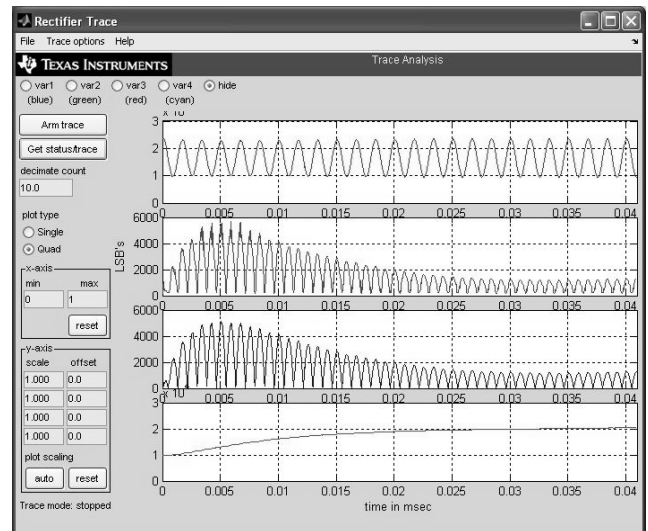 Rectifier Trace
File Trace options Help
TEXAS INSTRUMENTS
Trace Analysis
var1 var2 var3 var4 hide
(blue) (green) (red) (cyan)
Arm trace
Get status/trace
decimate count
10.0
plot type
Single
Quad
x-axis
min max
0 1
reset
y-axis
scale offset
1.000 0.0
1.000 0.0
1.000 0.0
1.000 0.0
plot scaling
auto reset
Trace mode: stopped
3
2
1
0
0 0.005 0.01 0.015 0.02 0.025 0.03 0.035 0.04
LSB's
6000
4000
2000
0
0 0.005 0.01 0.015 0.02 0.025 0.03 0.035 0.04
6000
4000
2000
0
0 0.005 0.01 0.015 0.02 0.025 0.03 0.035 0.04
3
2
1
0
0 0.005 0.01 0.015 0.02 0.025 0.03 0.035 0.04
time in msec